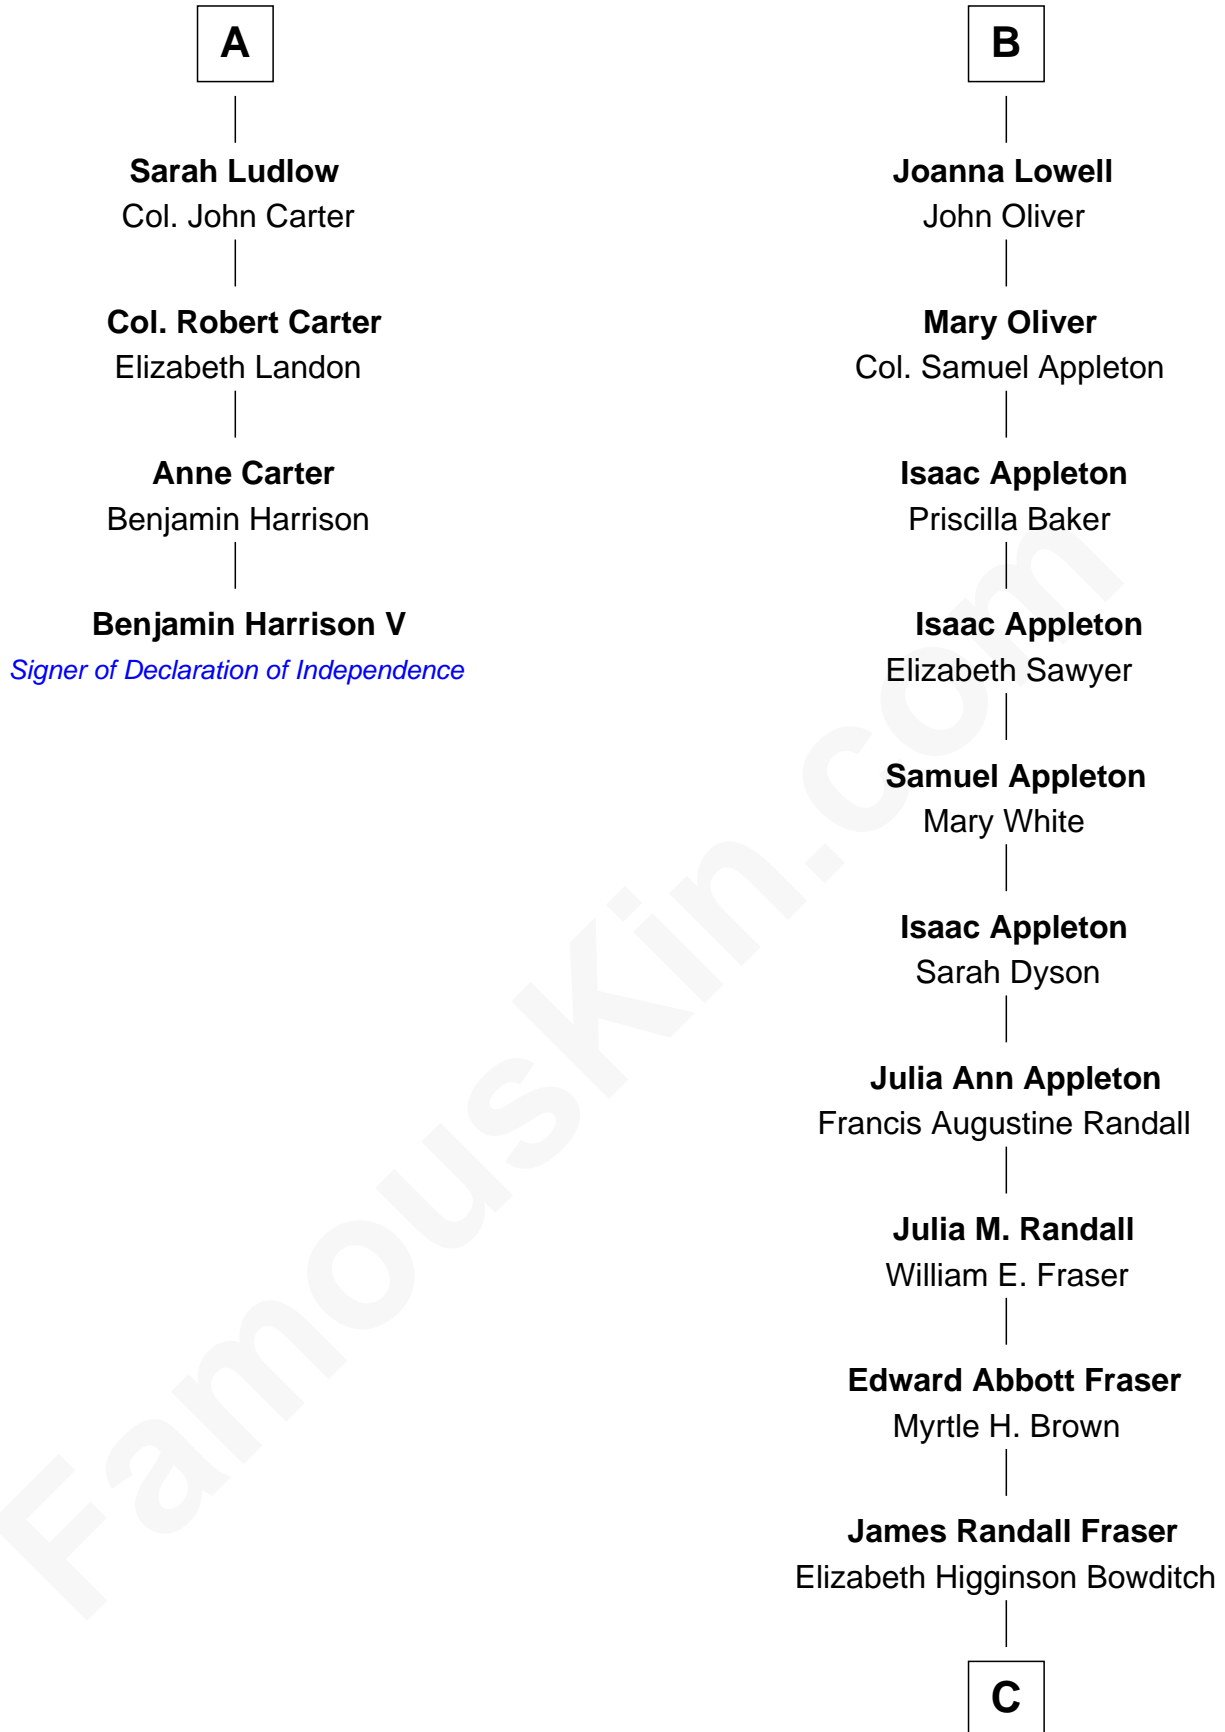 A
Sarah Ludlow
Col. John Carter
Col. Robert Carter
Elizabeth Landon
Anne Carter
Benjamin Harrison
Benjamin Harrison V
Signer of Declaration of Independence
B
Joanna Lowell
John Oliver
Mary Oliver
Col. Samuel Appleton
Isaac Appleton
Priscilla Baker
Isaac Appleton
Elizabeth Sawyer
Samuel Appleton
Mary White
Isaac Appleton
Sarah Dyson
Julia Ann Appleton
Francis Augustine Randall
Julia M. Randall
William E. Fraser
Edward Abbott Fraser
Myrtle H. Brown
James Randall Fraser
Elizabeth Higginson Bowditch
C
FamousKin.com